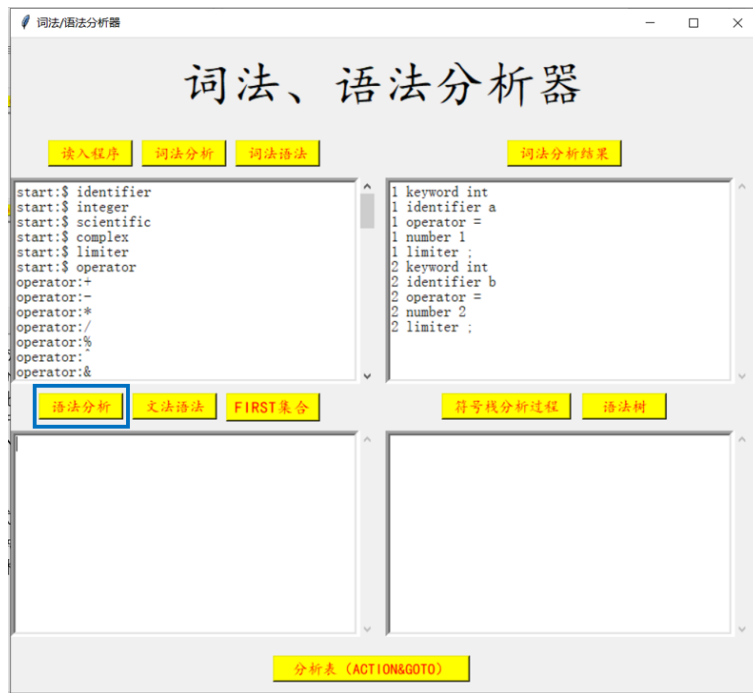 词法/语法分析器
词法、语法分析器
读入程序 词法分析 词法语法 词法分析结果
start:$ identifier
start:$ integer
start:$ scientific
start:$ complex
start:$ limiter
start:$ operator
operator:+
operator:-
operator:*
operator:/
operator:%
operator:^
operator:&
1 keyword int
1 identifier a
1 operator =
1 number 1
1 limiter ;
2 keyword int
2 identifier b
2 operator =
2 number 2
2 limiter ;
语法分析 文法语法 FIRST集合 符号栈分析过程 语法树
分析表（ACTION&GOTO）